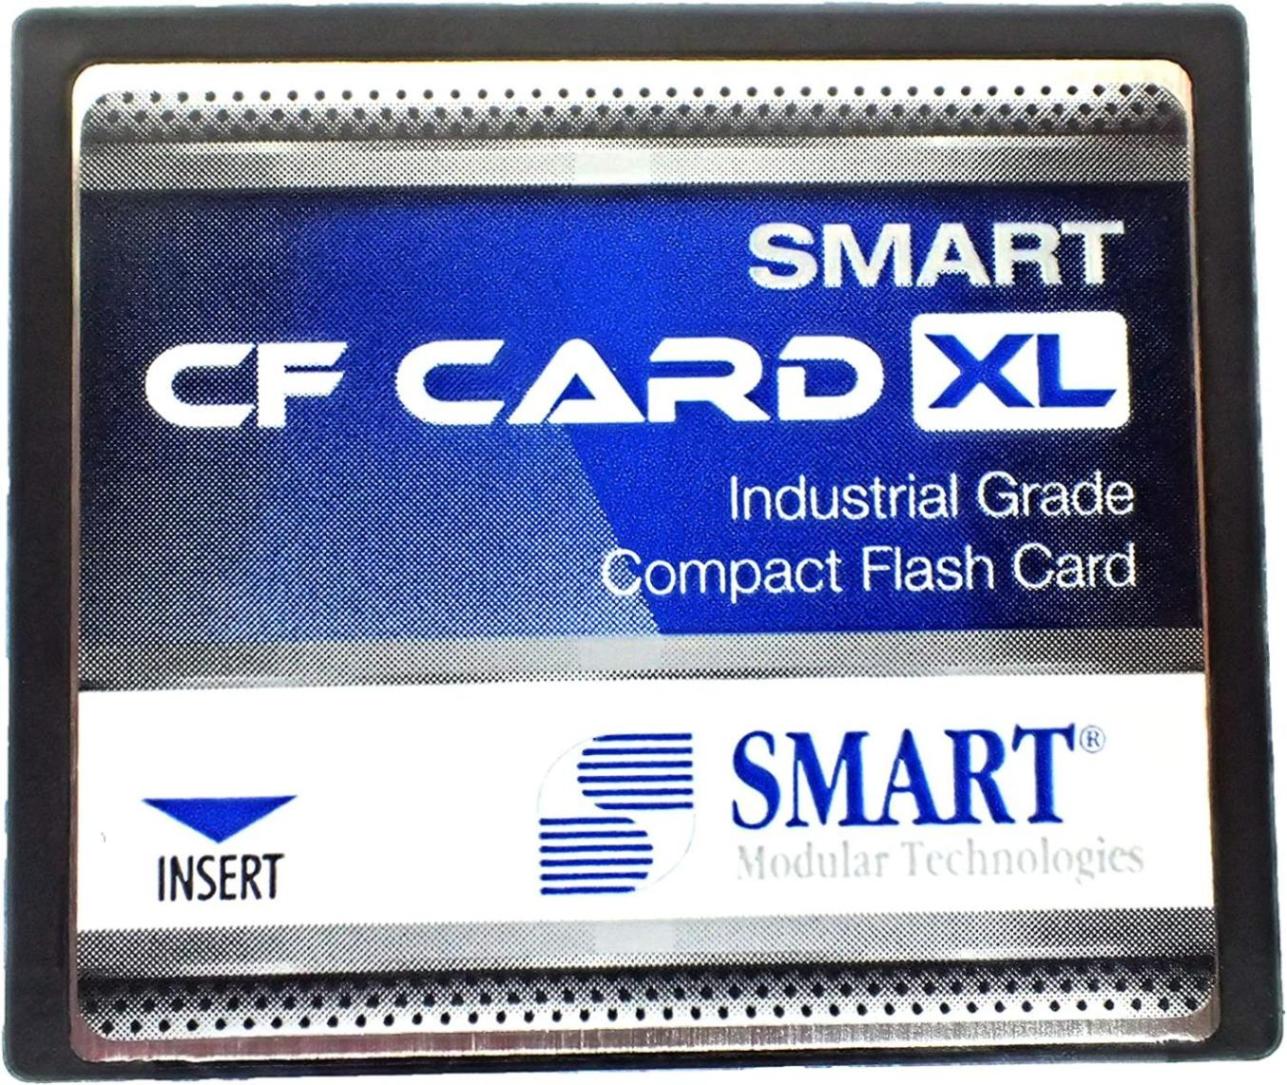 SMART
CF CARD XL
Industrial Grade
Compact Flash Card
SMART®
Modular Technologies
INSERT